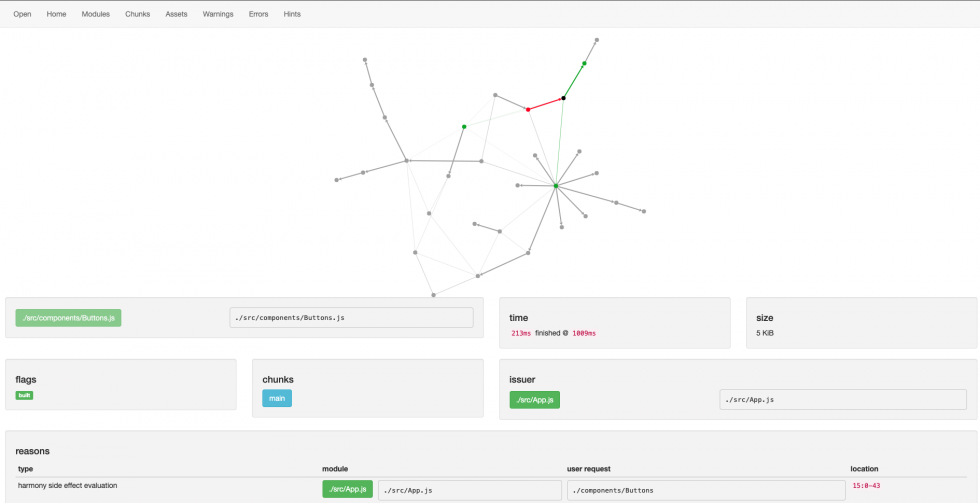 Open Home Modules Chunks Assets Warnings Errors Hints
./src/components/Buttons.js ./src/components/Buttons.js
time
213ms finished @ 1009ms
size
5 KiB
flags
built
chunks
main
issuer
./src/App.js ./src/App.js
reasons
type module user request location
harmony side effect evaluation ./src/App.js ./src/App.js ./components/Buttons 15:0-43